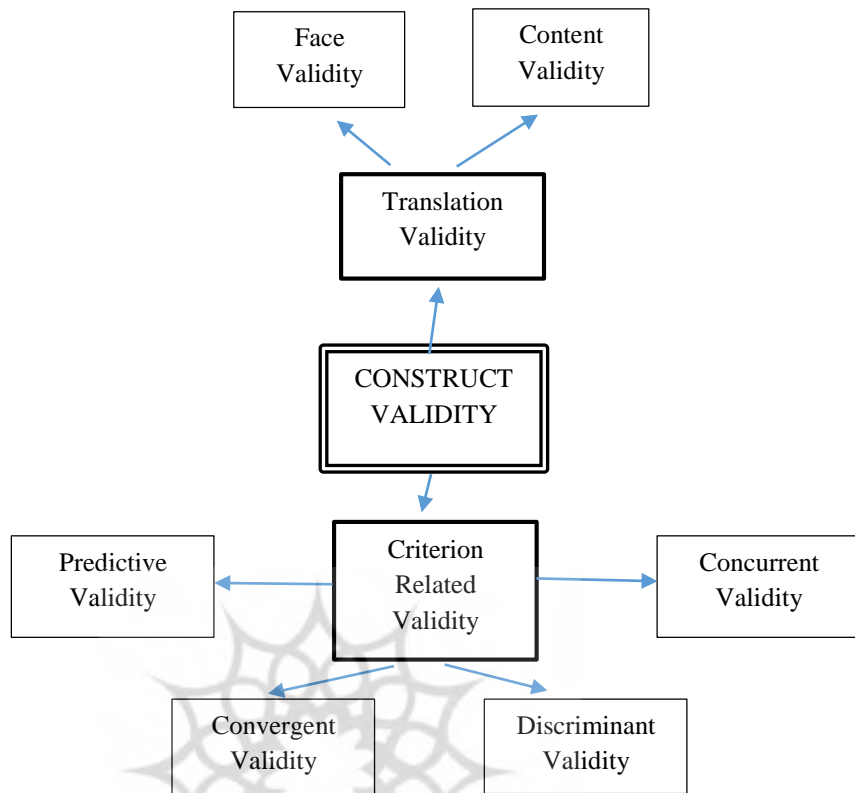 Face
Validity
Content
Validity
Translation
Validity
CONSTRUCT
VALIDITY
Criterion
Related
Validity
Predictive
Validity
Concurrent
Validity
Convergent
Validity
Discriminant
Validity